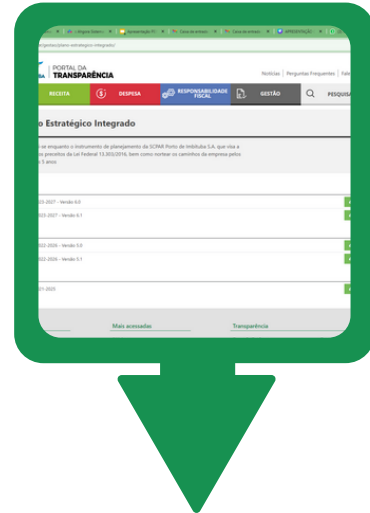 /gestao/plano-estrategico-integrado/
PORTAL DA
TRANSPARÊNCIA
Notícias | Perguntas Frequentes | Fale
RECEITA
DESPESA
RESPONSABILIDADE
FISCAL
GESTÃO
PESQUISA
o Estratégico Integrado
se enquanto o instrumento de planejamento da SCPAR Porto de Imbituba S.A. que visa a
os preceitos da Lei Federal 13.303/2016, bem como nortear os caminhos da empresa pelos
s 5 anos
023-2027 - Versão 6.0
023-2027 - Versão 6.1
022-2026 - Versão 5.0
022-2026 - Versão 5.1
21-2025
Mais acessadas
Transparência